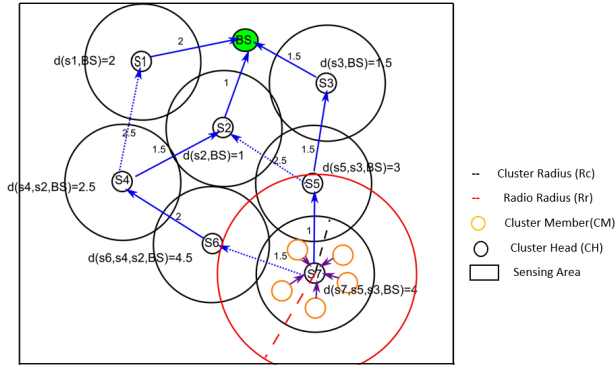 BS
2
S1
d(s1,BS)=2
d(s3,BS)=1.5
1.5
S3
1
2.5
1.5
S2
1.5
d(s2,BS)=1
2.5
d(s5,s3,BS)=3
S4
S5
d(s4,s2,BS)=2.5
2
1
S6
d(s6,s4,s2,BS)=4.5
1.5
S7
d(s7,s5,s3,BS)=4
Cluster Radius (Rc)
Radio Radius (Rr)
Cluster Member(CM)
Cluster Head (CH)
Sensing Area